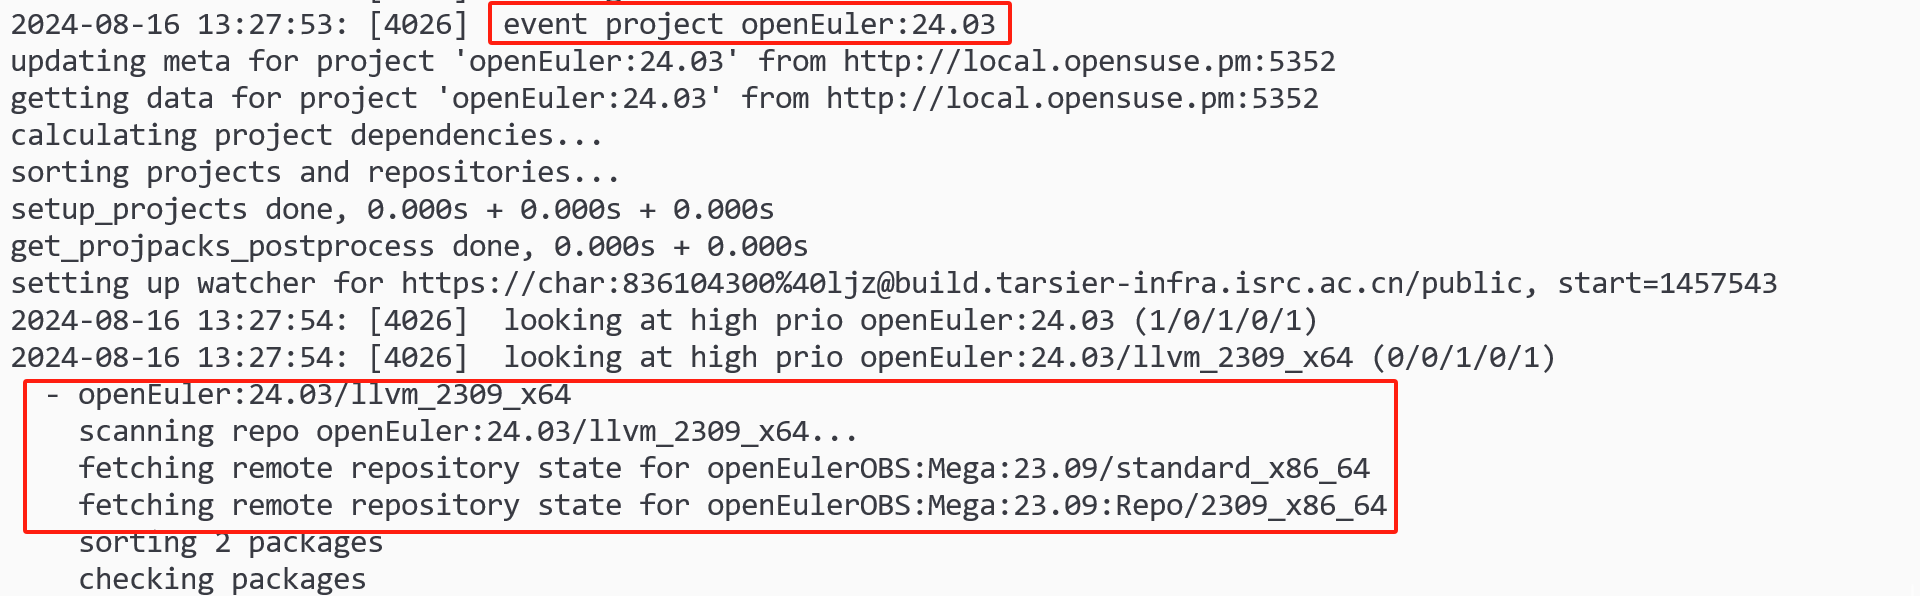 2024-08-16 13:27:53: [4026]  event project openEuler:24.03
updating meta for project 'openEuler:24.03' from http://local.opensuse.pm:5352
getting data for project 'openEuler:24.03' from http://local.opensuse.pm:5352
calculating project dependencies...
sorting projects and repositories...
setup_projects done, 0.000s + 0.000s + 0.000s
get_projpacks_postprocess done, 0.000s + 0.000s
setting up watcher for https://char:836104300%40ljz@build.tarsier-infra.isrc.ac.cn/public, start=1457543
2024-08-16 13:27:54: [4026]  looking at high prio openEuler:24.03 (1/0/1/0/1)
2024-08-16 13:27:54: [4026]  looking at high prio openEuler:24.03/llvm_2309_x64 (0/0/1/0/1)
- openEuler:24.03/llvm_2309_x64
scanning repo openEuler:24.03/llvm_2309_x64...
fetching remote repository state for openEulerOBS:Mega:23.09/standard_x86_64
fetching remote repository state for openEulerOBS:Mega:23.09:Repo/2309_x86_64
sorting 2 packages
checking packages